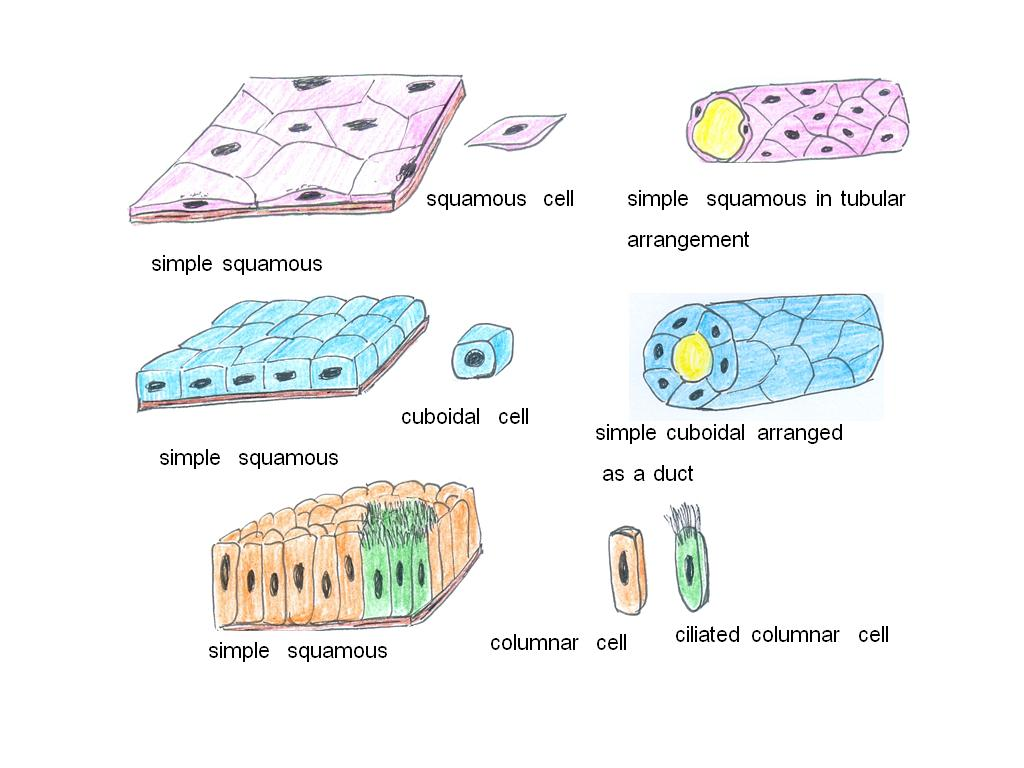 squamous cell
simple squamous in tubular
arrangement
simple squamous
cuboidal cell
simple cuboidal arranged
as a duct
simple squamous
simple squamous
columnar cell
ciliated columnar cell